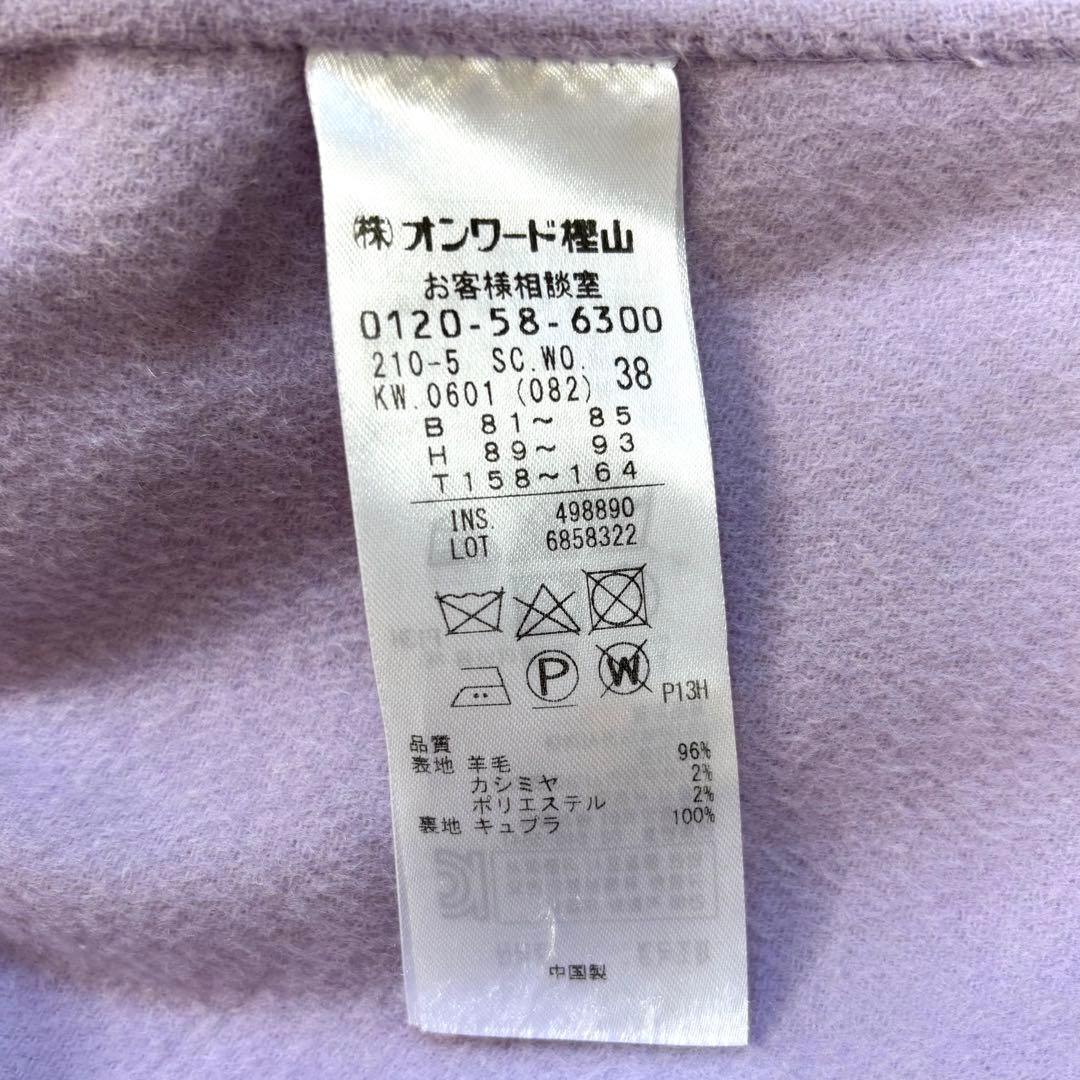 ㈱オンワード樫山
お客様相談室
0120-58-6300
210-5 SC.WO. 38
KW.0601 (082)
B 81～ 85
H 89～ 93
T 158～164
INS. 498890
LOT 6858322
P W P13H
品質
表地 羊毛 96%
カシミヤ 2%
ポリエステル 2%
裏地 キュプラ 100%
中国製